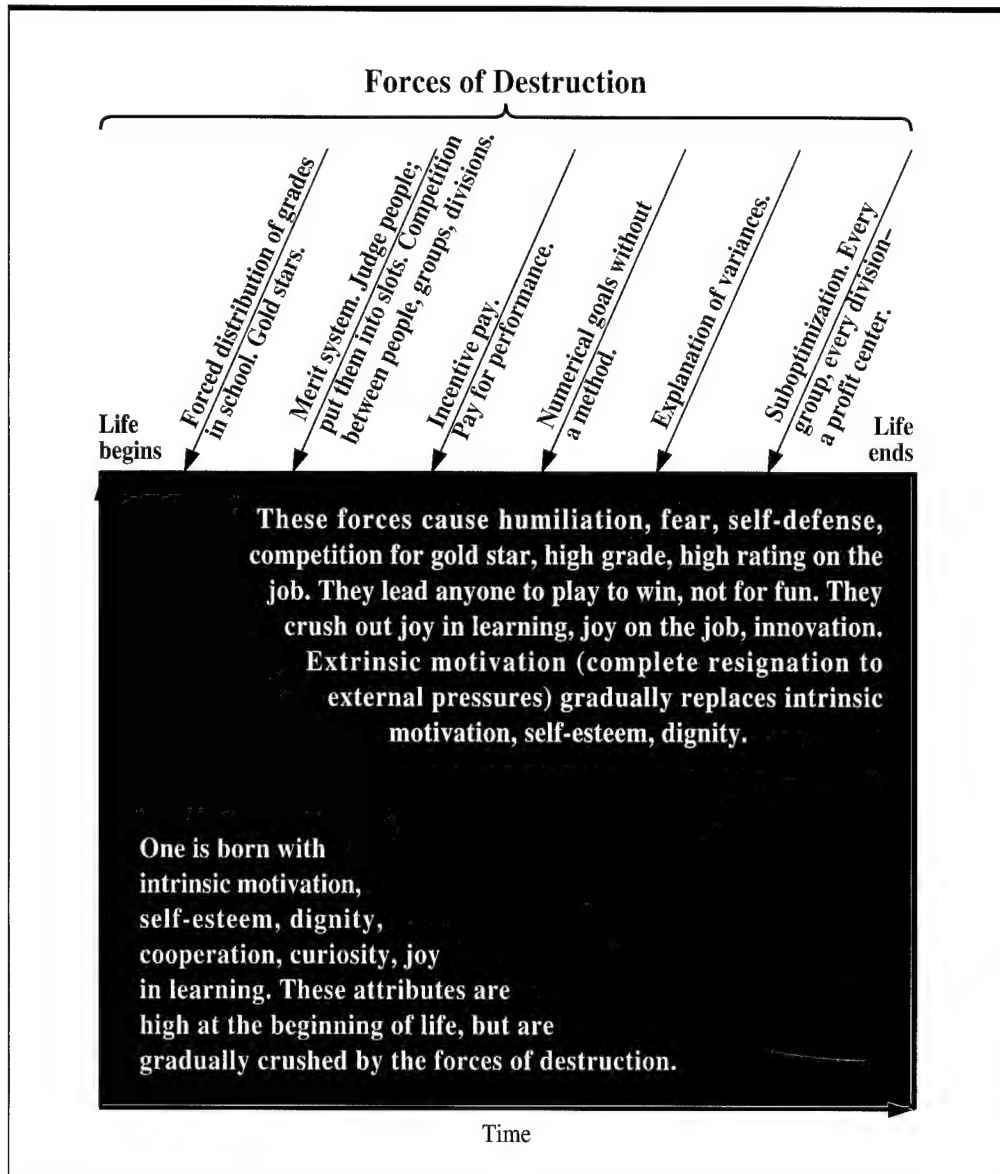 Forces of Destruction
Forced distribution of grades
in school. Gold stars.
Merit system. Judge people;
put them into slots. Competition
between people, groups, divisions.
Incentive pay.
Pay for performance.
Numerical goals without
a method.
Explanation of variances.
Suboptimization. Every
group, every division–
a profit center.
Life
begins
Life
ends
These forces cause humiliation, fear, self-defense,
competition for gold star, high grade, high rating on the
job. They lead anyone to play to win, not for fun. They
crush out joy in learning, joy on the job, innovation.
Extrinsic motivation (complete resignation to
external pressures) gradually replaces intrinsic
motivation, self-esteem, dignity.
One is born with
intrinsic motivation,
self-esteem, dignity,
cooperation, curiosity, joy
in learning. These attributes are
high at the beginning of life, but are
gradually crushed by the forces of destruction.
Time